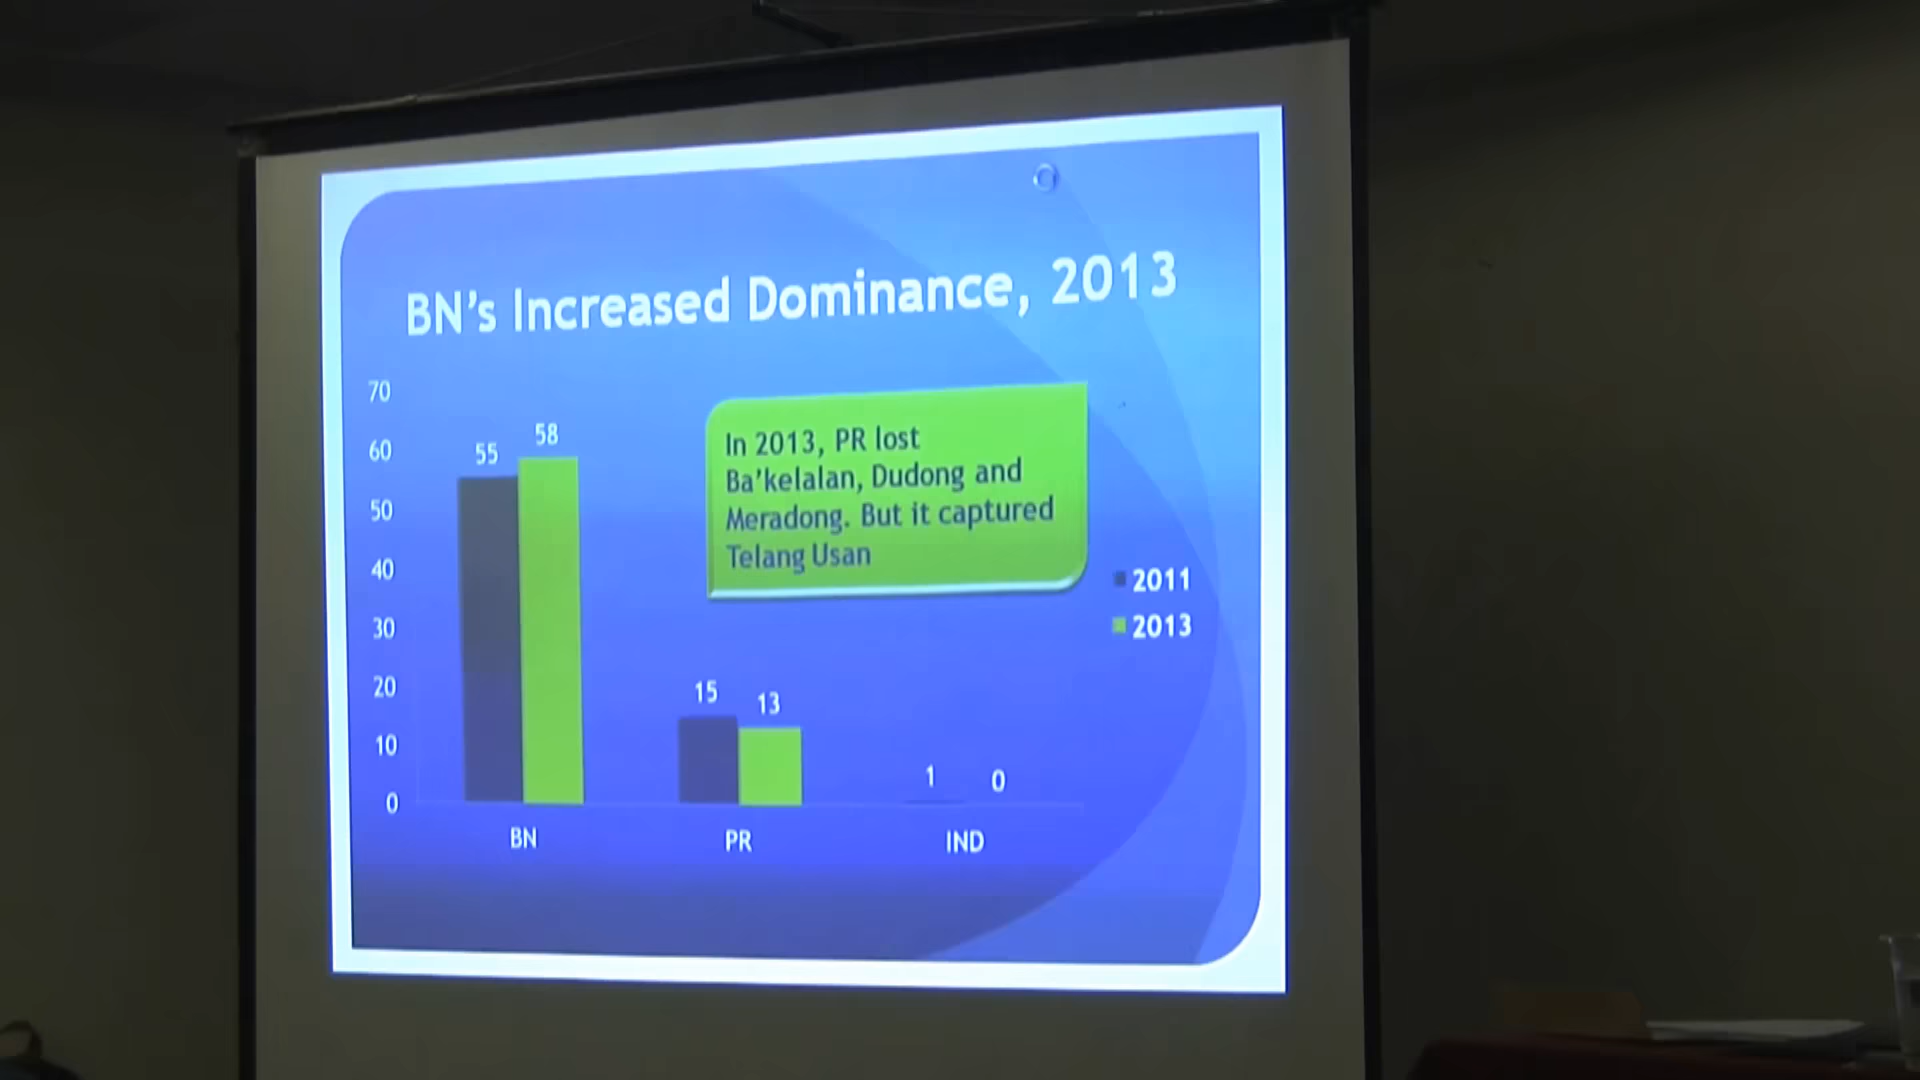 BN's Increased Dominance, 2013
70
60
50
40
30
20
10
0
55
58
15
13
1
0
BN
PR
IND
In 2013, PR lost
Ba'kelalan, Dudong and
Meradong. But it captured
Telang Usan
2011
2013